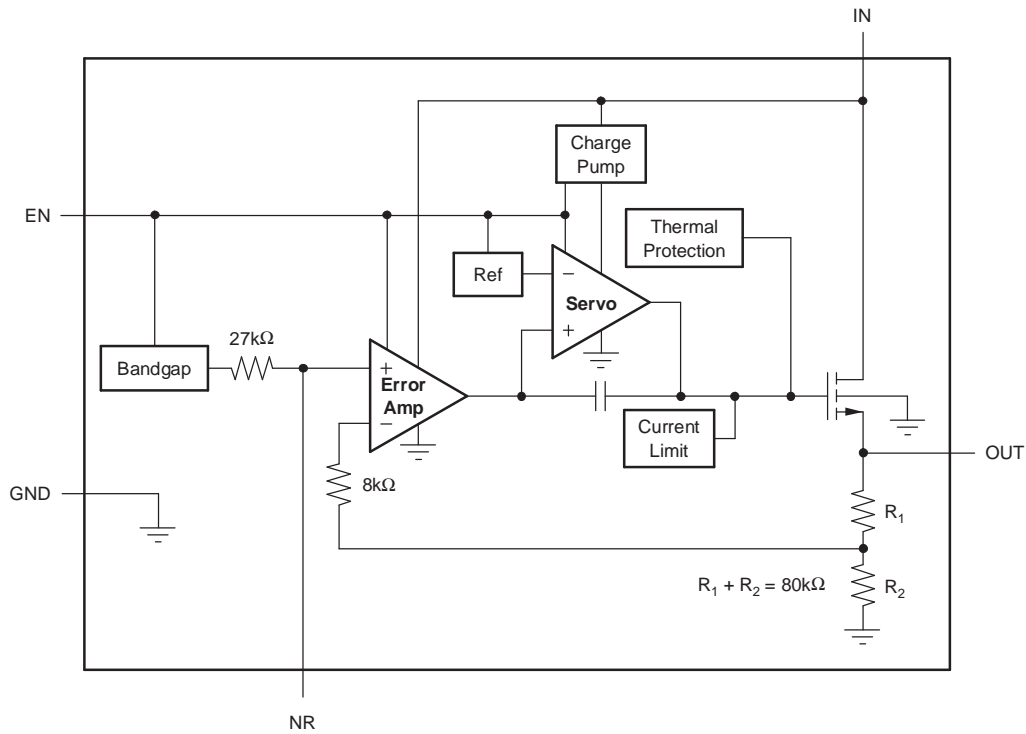 IN
Charge
Pump
EN
Thermal
Protection
Ref
−
Servo
+
27kΩ
Bandgap
+
Error
Amp
−
Current
Limit
OUT
8kΩ
GND
R₁
R₁ + R₂ = 80kΩ
R₂
NR